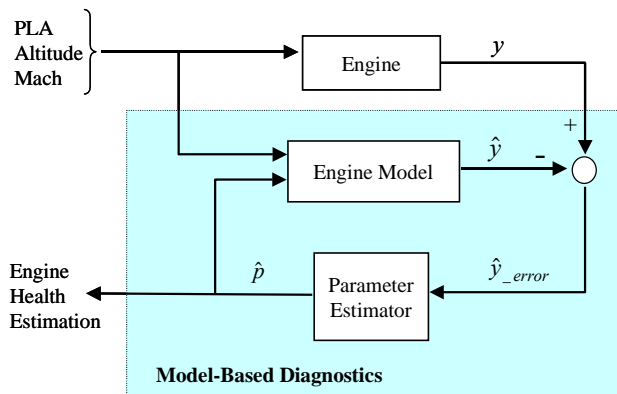 PLA
Altitude
Mach
Engine
y
+
Engine Model
ŷ
-
Engine
Health
Estimation
p̂
Parameter
Estimator
ŷ_error
Model-Based Diagnostics